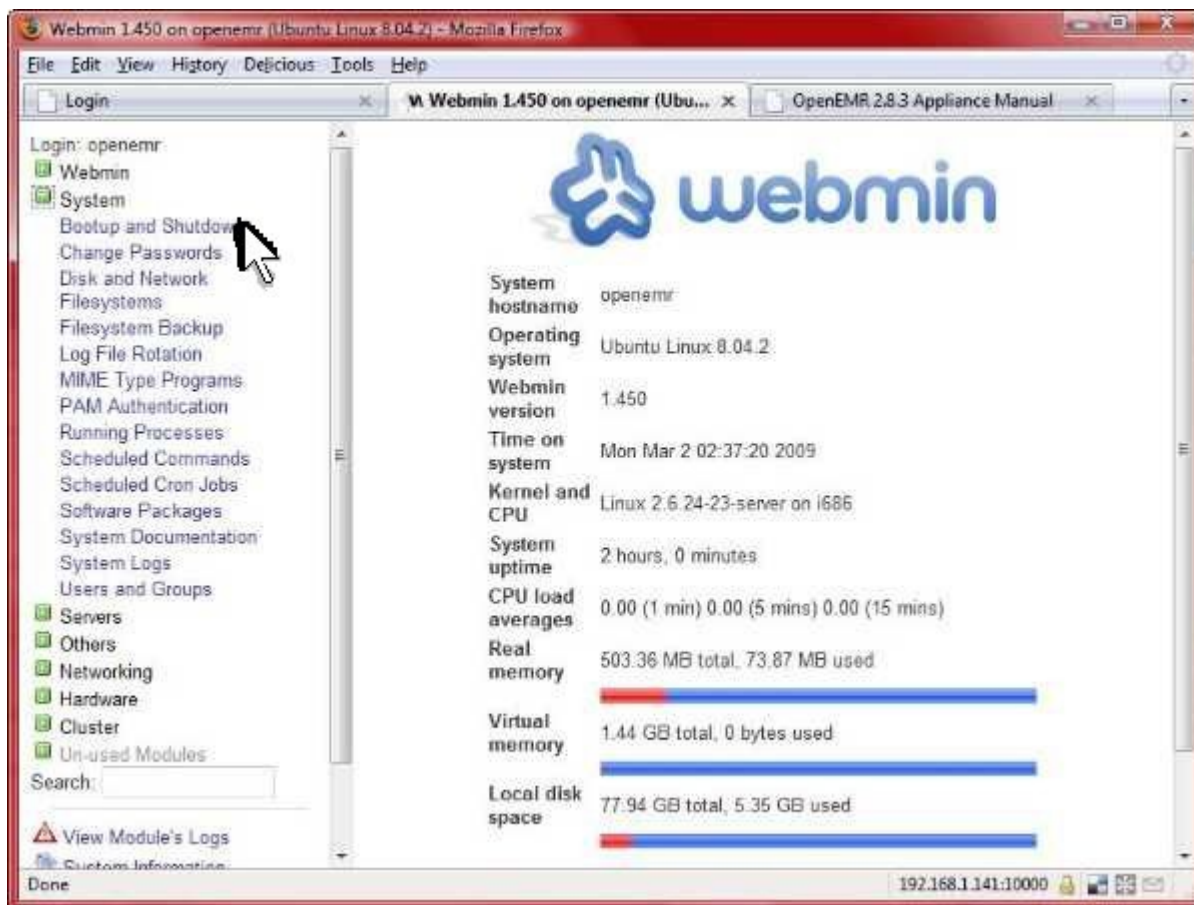 Webmin 1.450 on openemr (Ubuntu Linux 8.04.2) - Mozilla Firefox
File Edit View History Delicious Tools Help
Login
Webmin 1.450 on openemr (Ubu...
OpenEMR 2.8.3 Appliance Manual
Login: openemr
Webmin
System
Bootup and Shutdown
Change Passwords
Disk and Network
Filesystems
Filesystem Backup
Log File Rotation
MIME Type Programs
PAM Authentication
Running Processes
Scheduled Commands
Scheduled Cron Jobs
Software Packages
System Documentation
System Logs
Users and Groups
Servers
Others
Networking
Hardware
Cluster
Un-used Modules
Search:
View Module's Logs
System Information
webmin
System
hostname
openemr
Operating
system
Ubuntu Linux 8.04.2
Webmin
version
1.450
Time on
system
Mon Mar 2 02:37:20 2009
Kernel and
CPU
Linux 2.6.24-23-server on i686
System
uptime
2 hours, 0 minutes
CPU load
averages
0.00 (1 min) 0.00 (5 mins) 0.00 (15 mins)
Real
memory
503.36 MB total, 73.87 MB used
Virtual
memory
1.44 GB total, 0 bytes used
Local disk
space
77.94 GB total, 5.35 GB used
Done
192.168.1.141:10000